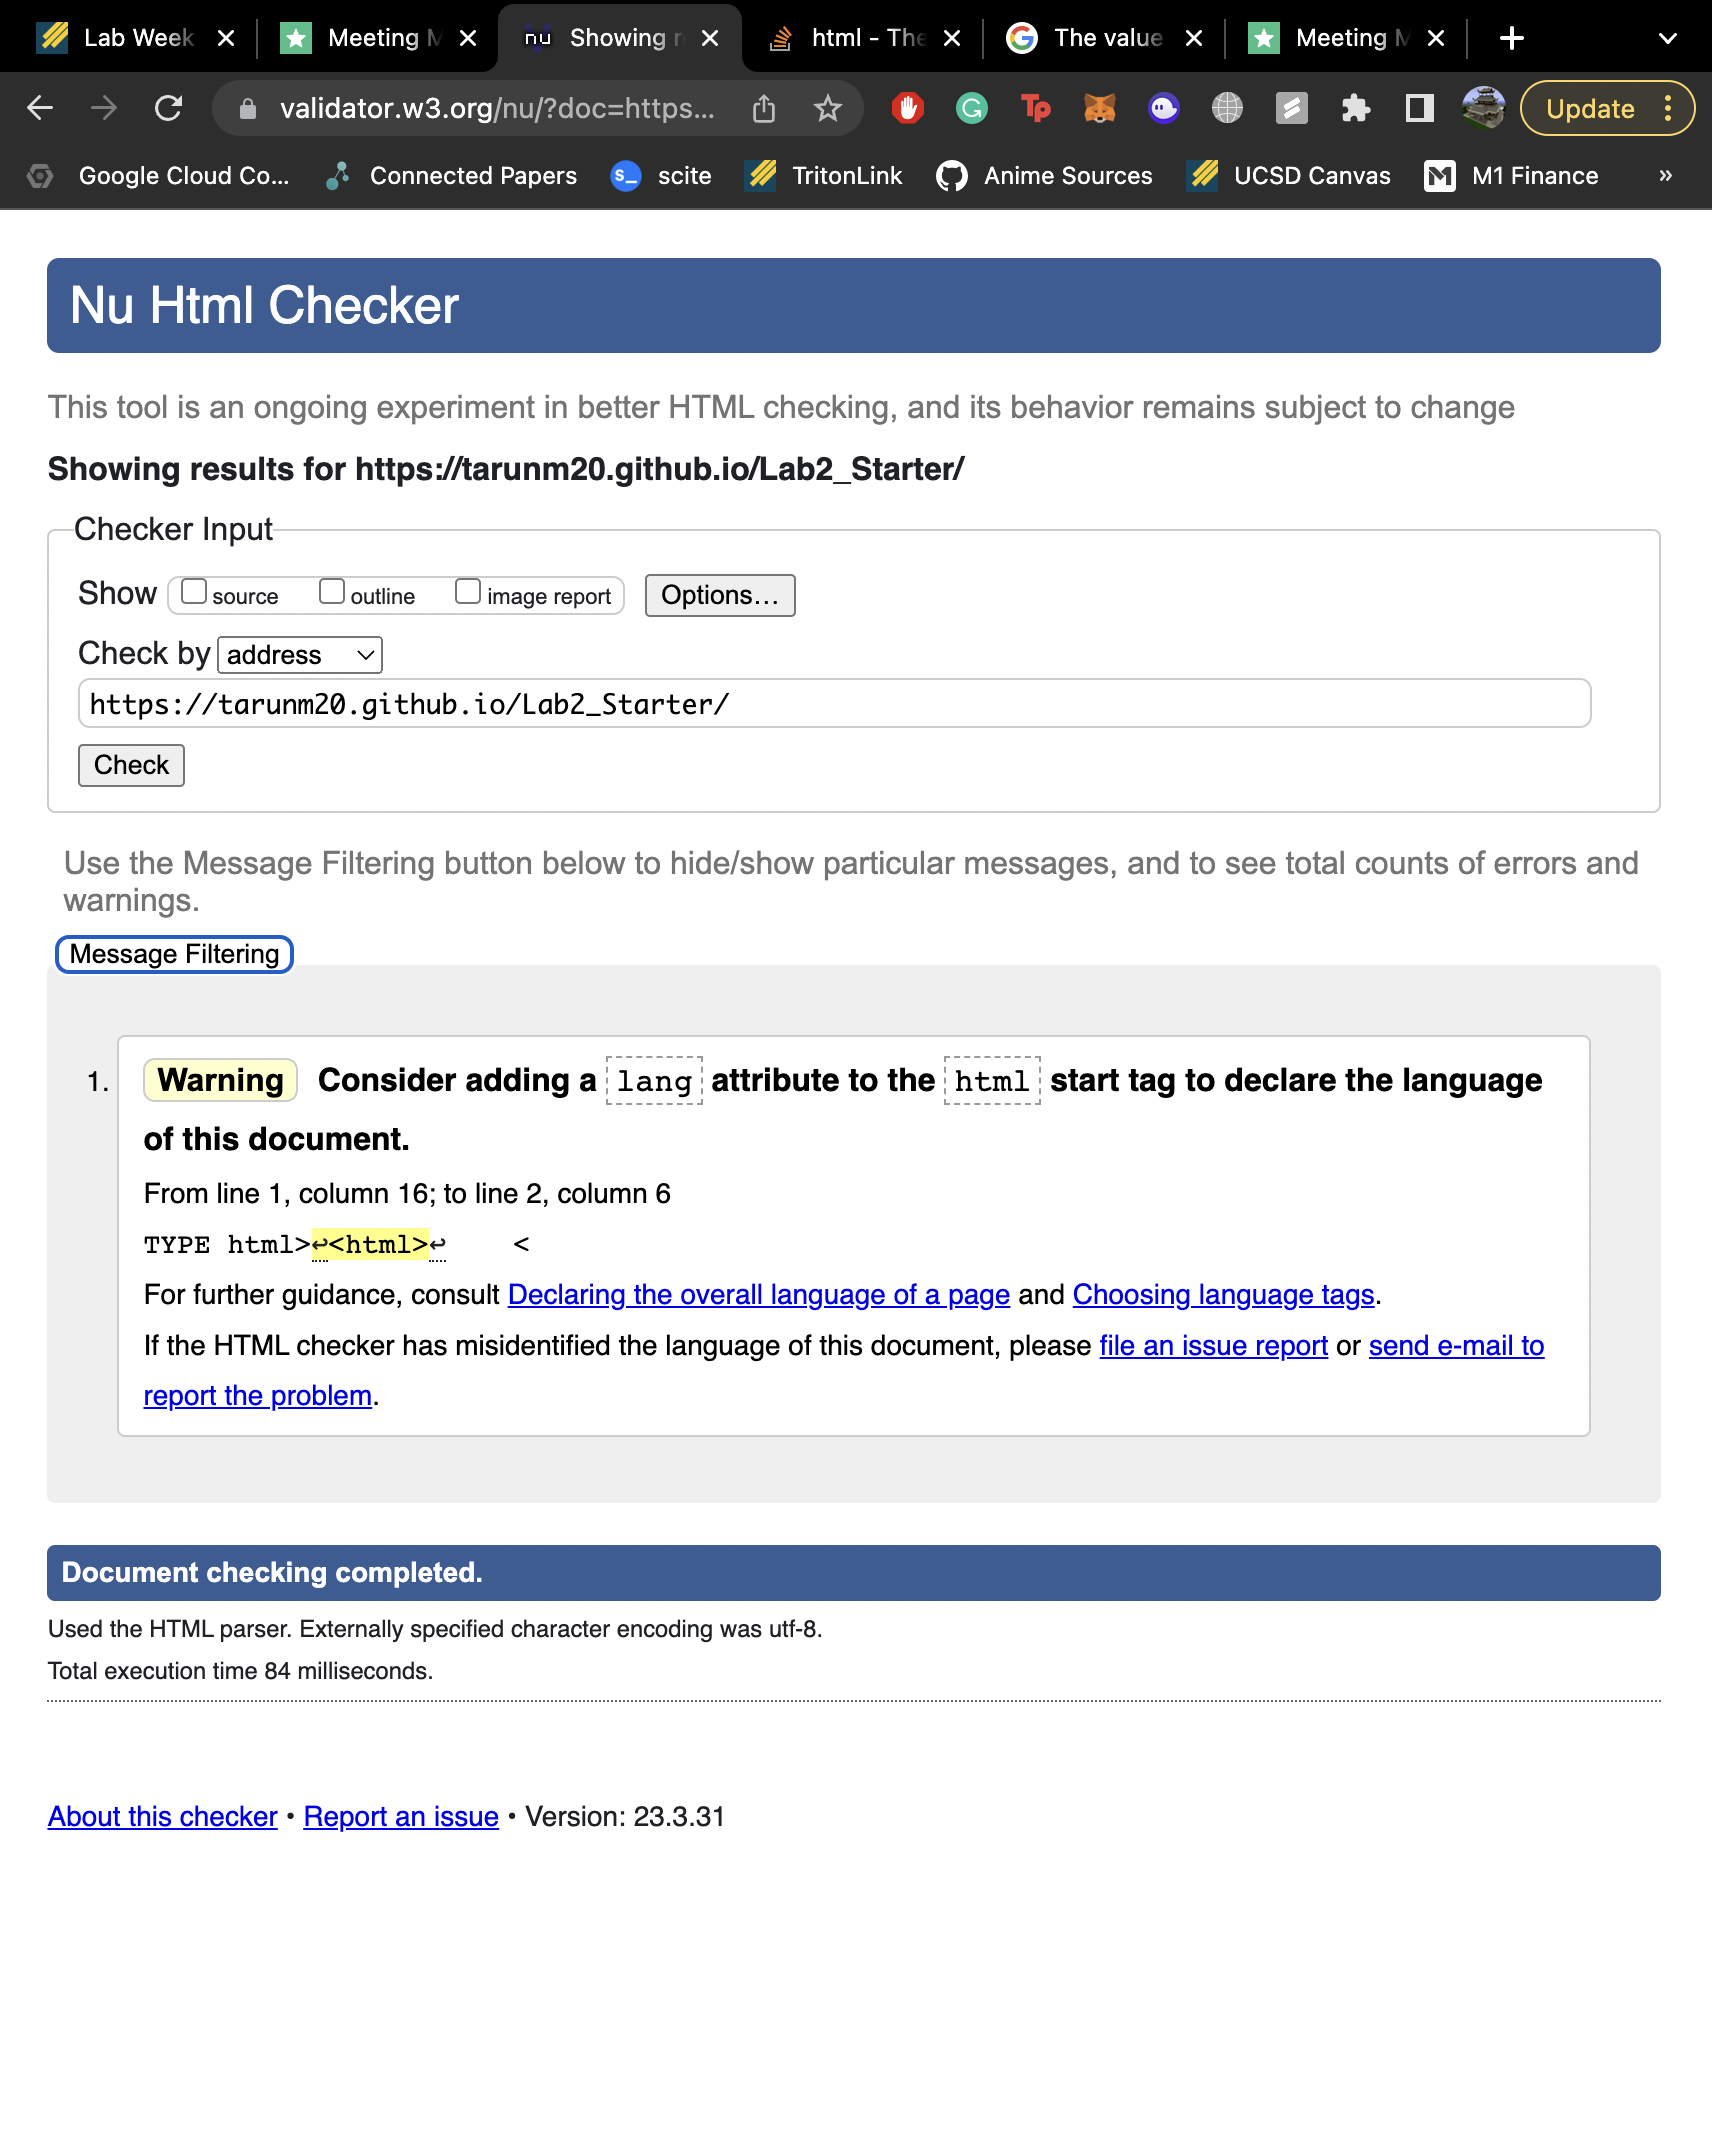 Lab Week
Meeting M
nu Showing r
html - The
The value
Meeting M
validator.w3.org/nu/?doc=https...
Update
Google Cloud Co...
Connected Papers
scite
TritonLink
Anime Sources
UCSD Canvas
M1 Finance
»
Nu Html Checker
This tool is an ongoing experiment in better HTML checking, and its behavior remains subject to change
Showing results for https://tarunm20.github.io/Lab2_Starter/
Checker Input
Show source outline image report Options...
Check by address
https://tarunm20.github.io/Lab2_Starter/
Check
Use the Message Filtering button below to hide/show particular messages, and to see total counts of errors and
warnings.
Message Filtering
1. Warning Consider adding a lang attribute to the html start tag to declare the language
of this document.
From line 1, column 16; to line 2, column 6
TYPE html>↩<html>↩    <
For further guidance, consult Declaring the overall language of a page and Choosing language tags.
If the HTML checker has misidentified the language of this document, please file an issue report or send e-mail to
report the problem.
Document checking completed.
Used the HTML parser. Externally specified character encoding was utf-8.
Total execution time 84 milliseconds.
About this checker • Report an issue • Version: 23.3.31